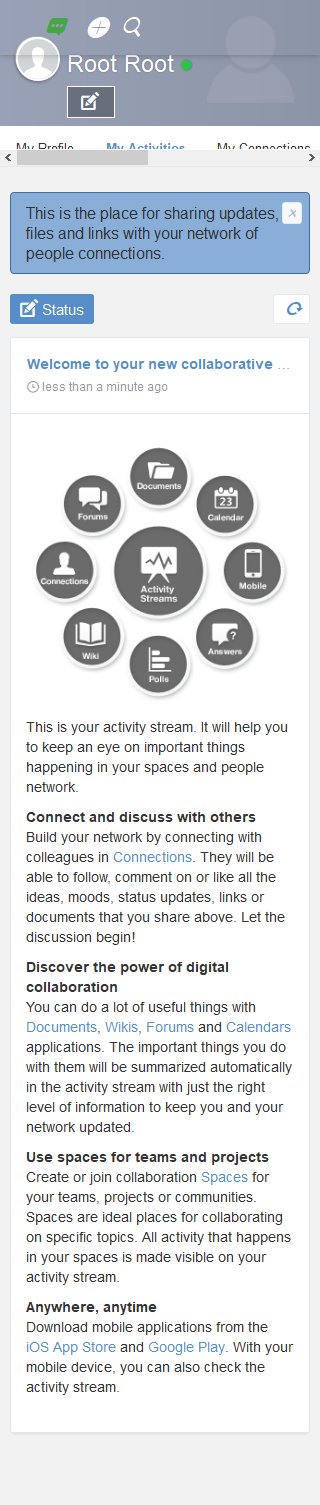 Root Root
My Profile My Activities My Connections
This is the place for sharing updates,
files and links with your network of
people connections.
x
Status
Welcome to your new collaborative ...
less than a minute ago
Documents
Forums
23
Calendar
Connections
Activity
Streams
Mobile
Wiki
?
Answers
Polls
This is your activity stream. It will help you
to keep an eye on important things
happening in your spaces and people
network.
Connect and discuss with others
Build your network by connecting with
colleagues in Connections. They will be
able to follow, comment on or like all the
ideas, moods, status updates, links or
documents that you share above. Let the
discussion begin!
Discover the power of digital
collaboration
You can do a lot of useful things with
Documents, Wikis, Forums and Calendars
applications. The important things you do
with them will be summarized automatically
in the activity stream with just the right
level of information to keep you and your
network updated.
Use spaces for teams and projects
Create or join collaboration Spaces for
your teams, projects or communities.
Spaces are ideal places for collaborating
on specific topics. All activity that happens
in your spaces is made visible on your
activity stream.
Anywhere, anytime
Download mobile applications from the
iOS App Store and Google Play. With your
mobile device, you can also check the
activity stream.